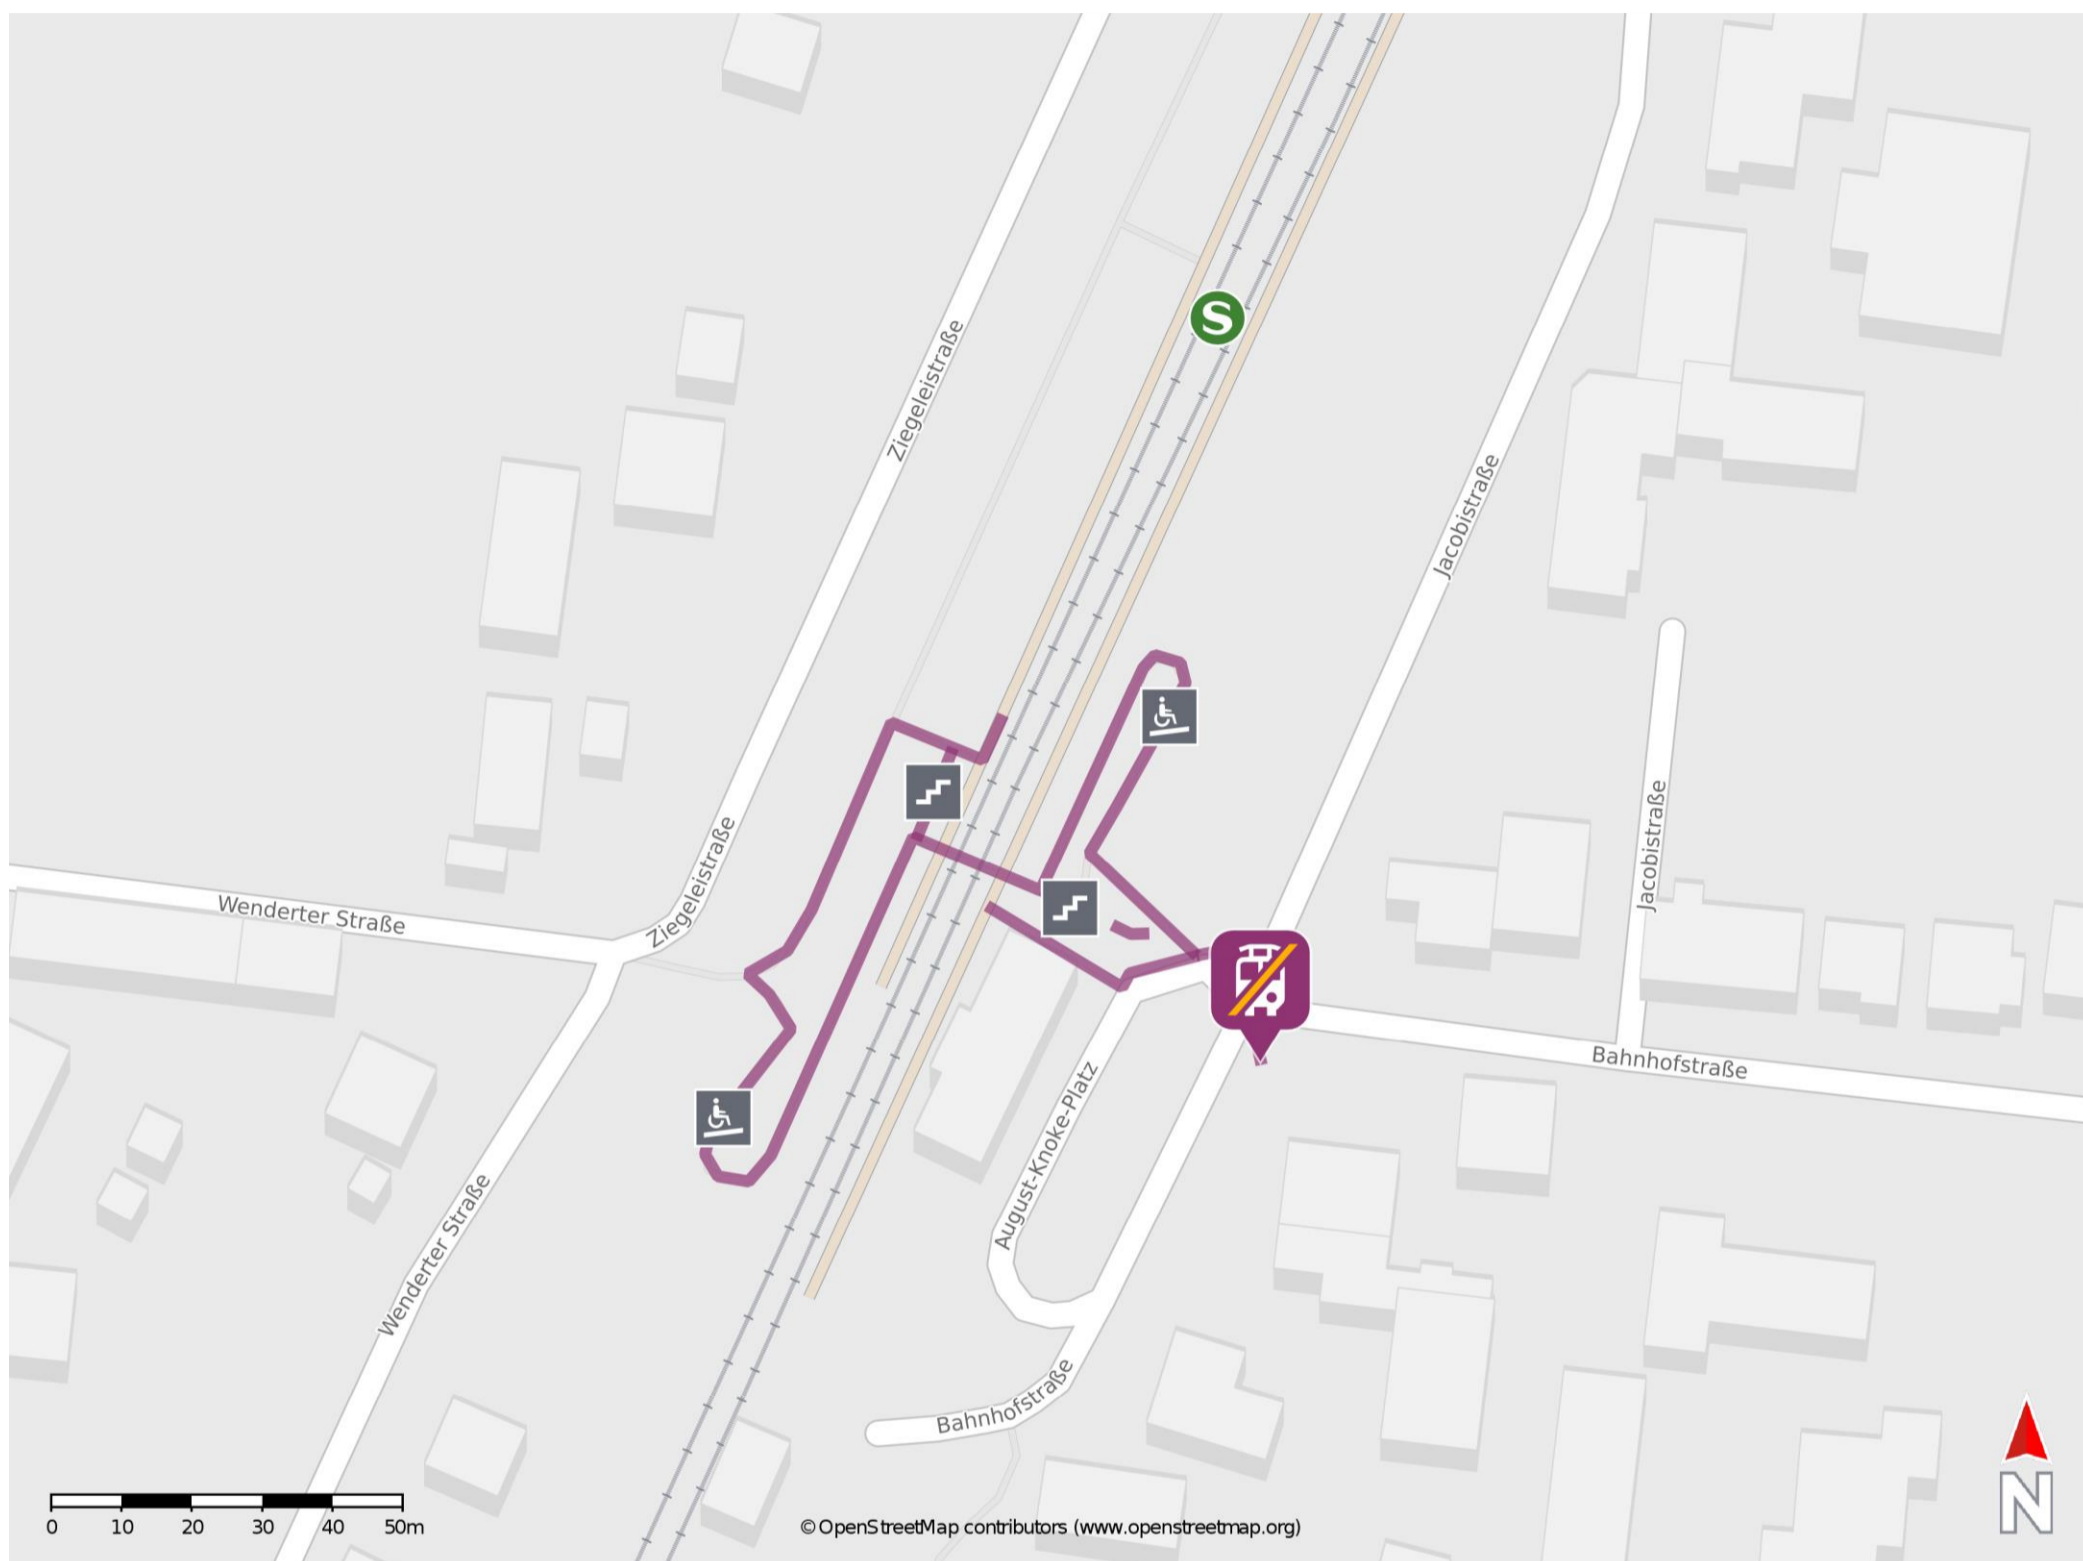 S
Ziegeleistraße
Jacobistraße
Ziegeleistraße
Jacobistraße
Wenderter Straße
Bahnhofstraße
August-Knoke-Platz
Wenderter Straße
Bahnhofstraße
0 10 20 30 40 50m
© OpenStreetMap contributors (www.openstreetmap.org)
N